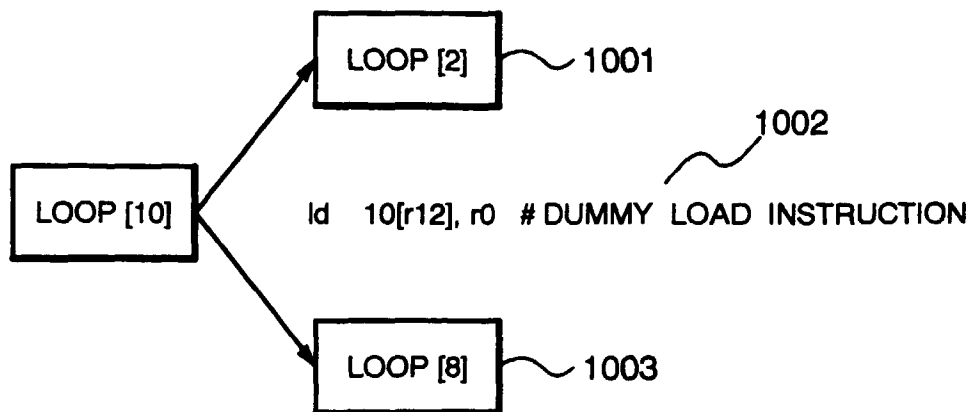 LOOP [2] 1001
1002
LOOP [10]
ld 10[r12], r0 # DUMMY LOAD INSTRUCTION
LOOP [8] 1003